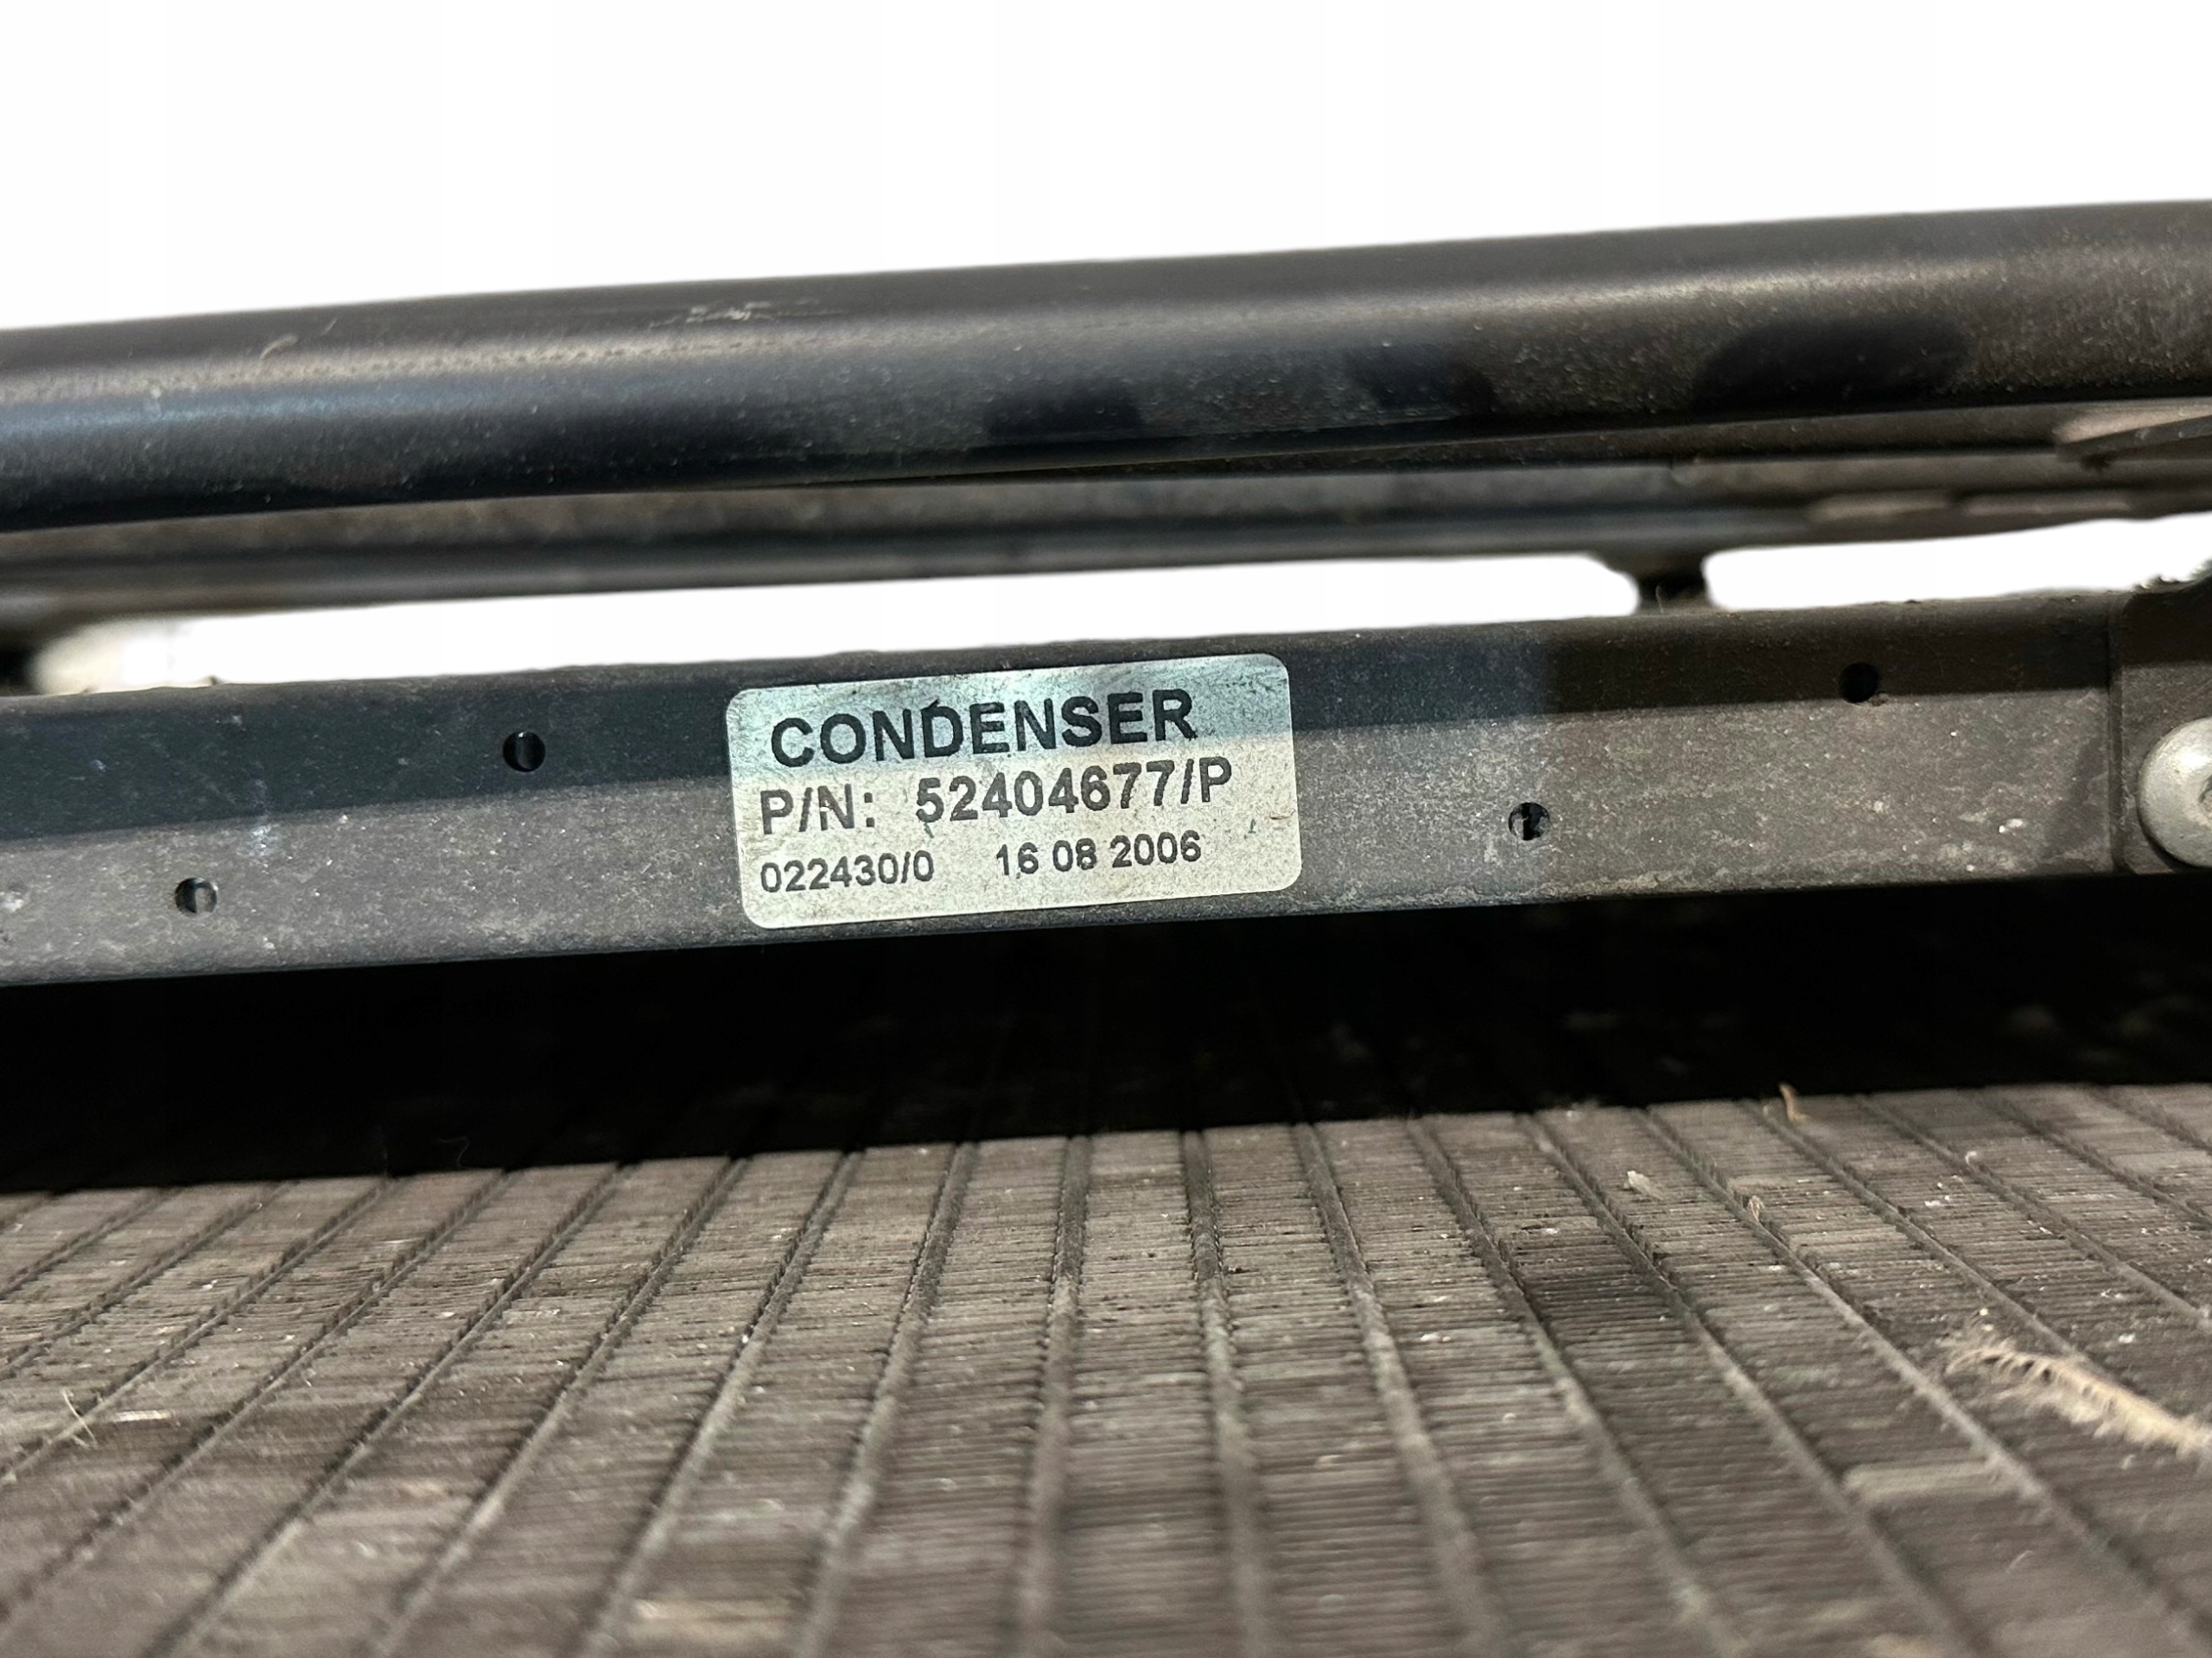 CONDENSER
P/N: 52404677/P
022430/0 16 08 2006